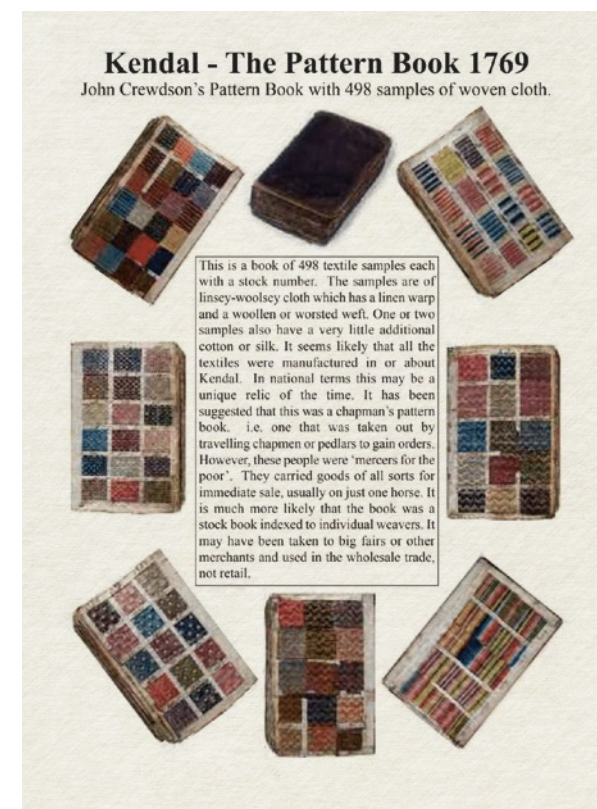 Kendal - The Pattern Book 1769
John Crewdson's Pattern Book with 498 samples of woven cloth.
This is a book of 498 textile samples each
with a stock number. The samples are of
linsey-woolsey cloth which has a linen warp
and a woollen or worsted weft. One or two
samples also have a very little additional
cotton or silk. It seems likely that all the
textiles were manufactured in or about
Kendal. In national terms this may be a
unique relic of the time. It has been
suggested that this was a chapman's pattern
book. i.e. one that was taken out by
travelling chapmen or pedlars to gain orders.
However, these people were 'mercers for the
poor'. They carried goods of all sorts for
immediate sale, usually on just one horse. It
is much more likely that the book was a
stock book indexed to individual weavers. It
may have been taken to big fairs or other
merchants and used in the wholesale trade,
not retail.